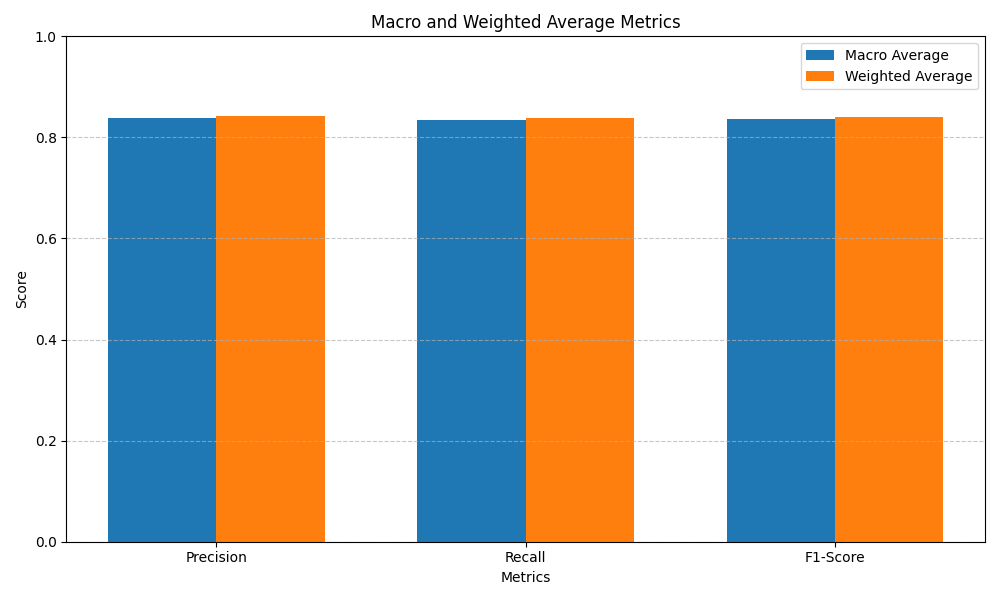 Macro and Weighted Average Metrics
1.0
0.8
0.6
0.4
0.2
0.0
Score
Macro Average
Weighted Average
Precision
Recall
F1-Score
Metrics